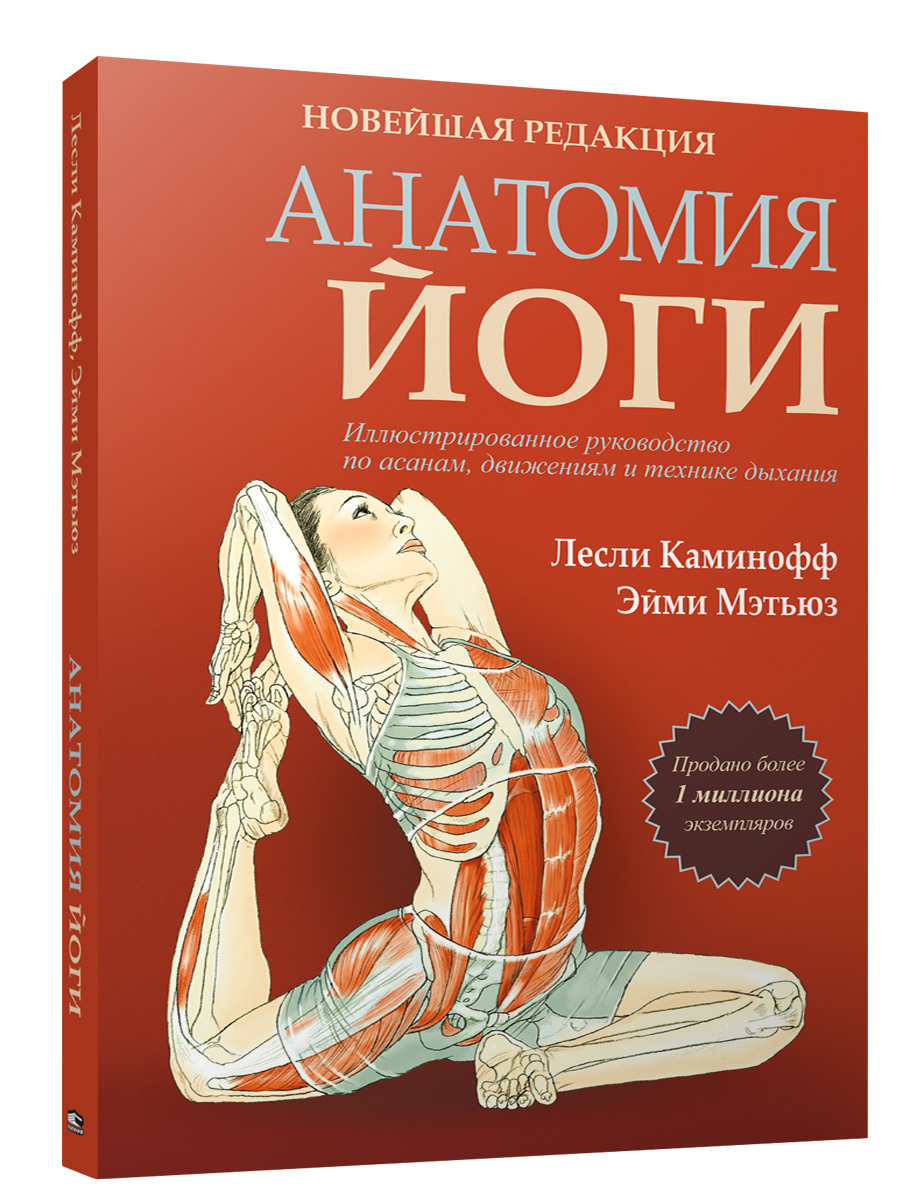 НОВЕЙШАЯ РЕДАКЦИЯ
АНАТОМИЯ
ЙОГИ
Иллюстрированное руководство
по асанам, движениям и технике дыхания
Лесли Каминофф
Эйми Мэтьюз
Продано более
1 миллиона
экземпляров
Лесли Каминофф, Эйми Мэтьюз
АНАТОМИЯ ЙОГИ